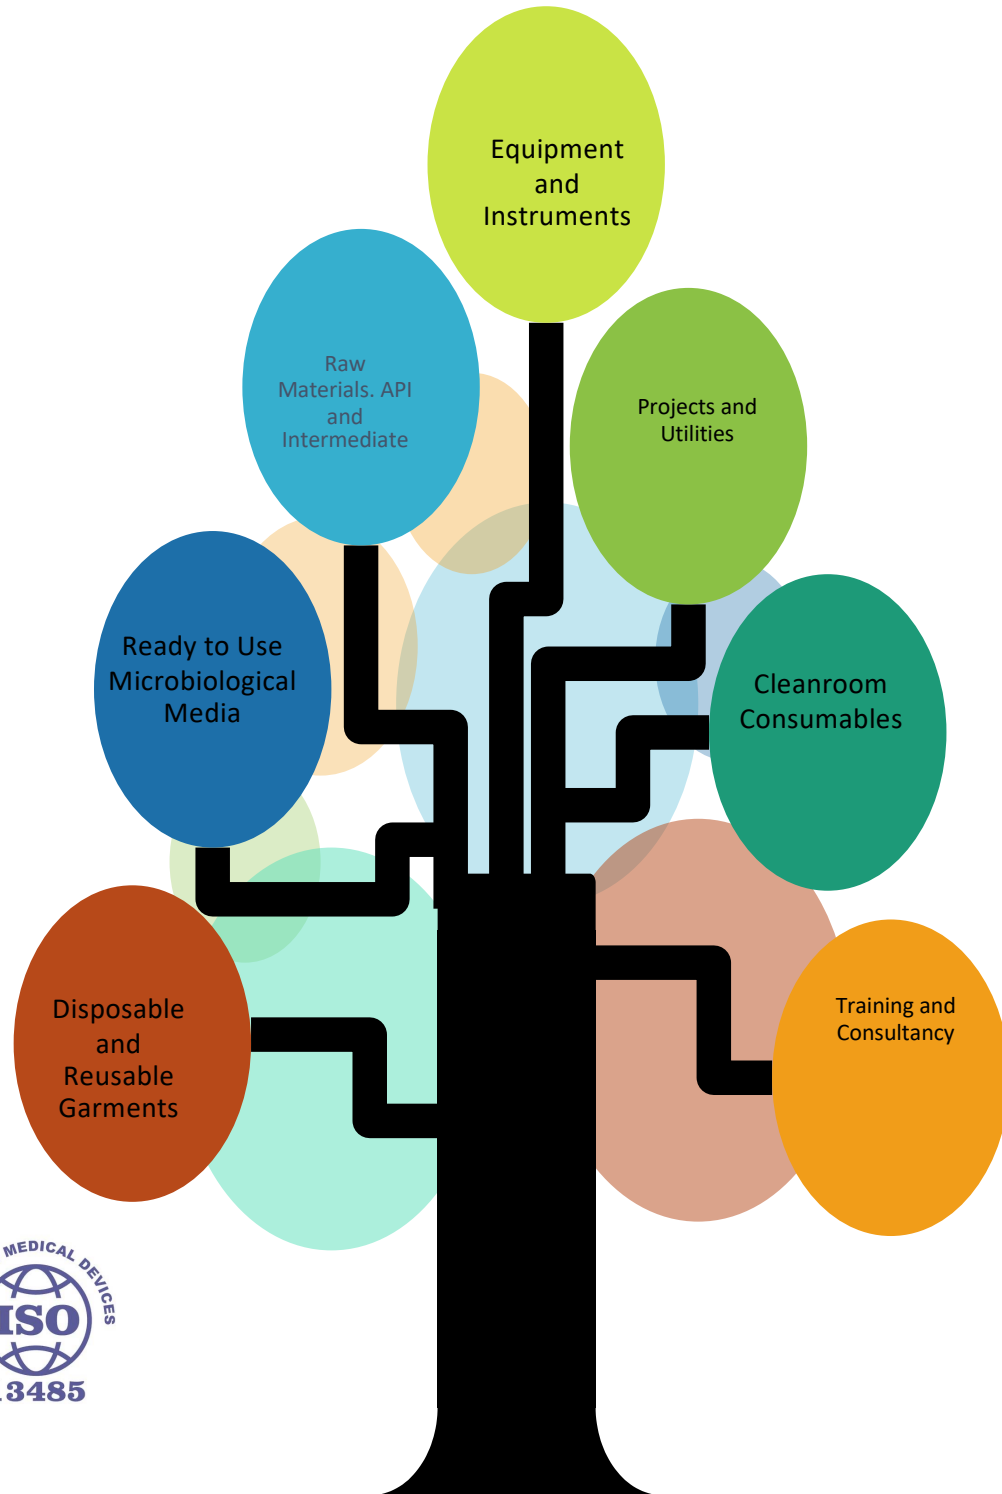 Equipment
and
Instruments
Raw
Materials. API
and
Intermediate
Projects and
Utilities
Ready to Use
Microbiological
Media
Cleanroom
Consumables
Disposable
and
Reusable
Garments
Training and
Consultancy
MEDICAL DEVICES
ISO
3485